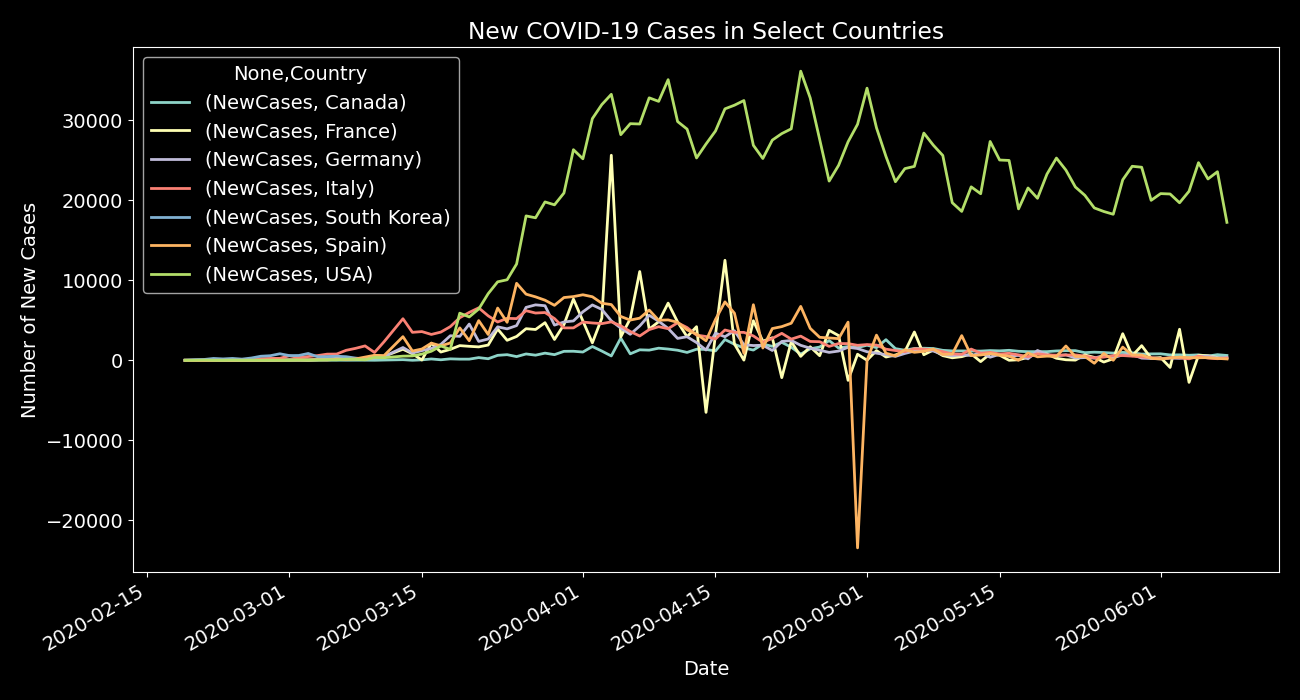 New COVID-19 Cases in Select Countries
None,Country
(NewCases, Canada)
(NewCases, France)
(NewCases, Germany)
(NewCases, Italy)
(NewCases, South Korea)
(NewCases, Spain)
(NewCases, USA)
Number of New Cases
30000
20000
10000
0
−10000
−20000
2020-02-15
2020-03-01
2020-03-15
2020-04-01
2020-04-15
2020-05-01
2020-05-15
2020-06-01
Date